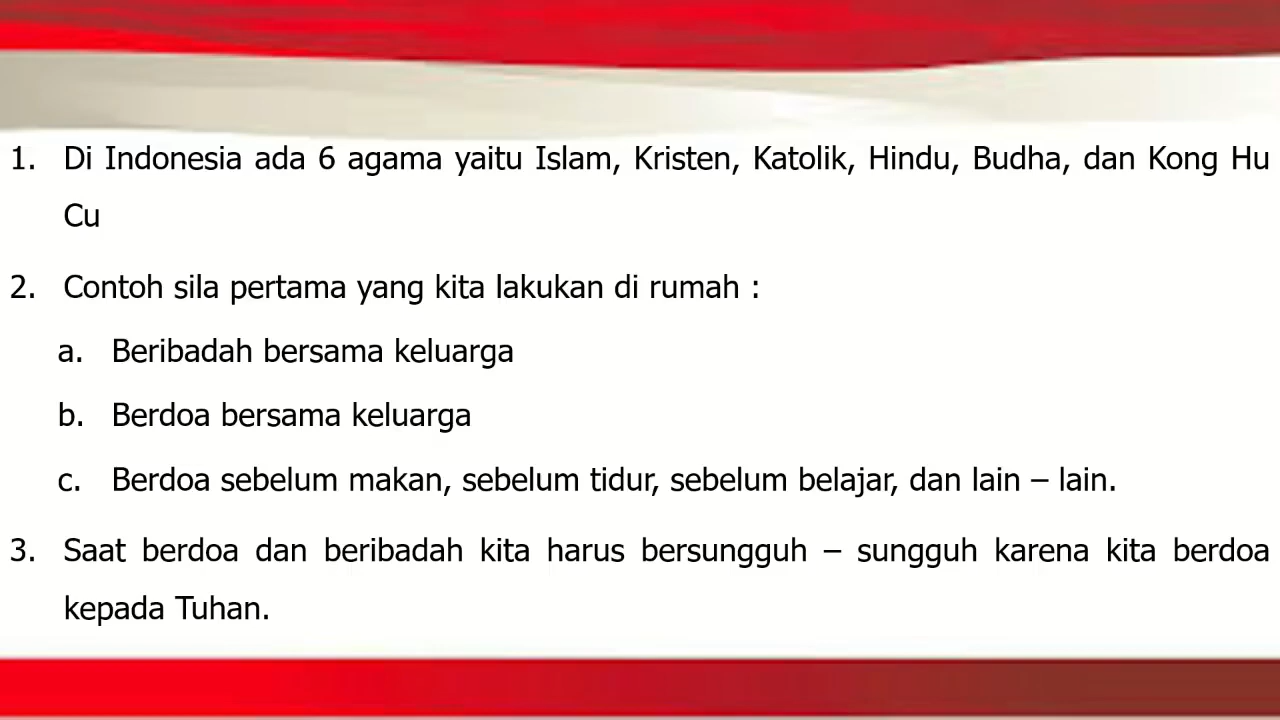 1. Di Indonesia ada 6 agama yaitu Islam, Kristen, Katolik, Hindu, Budha, dan Kong Hu
Cu
2. Contoh sila pertama yang kita lakukan di rumah :
a. Beribadah bersama keluarga
b. Berdoa bersama keluarga
c. Berdoa sebelum makan, sebelum tidur, sebelum belajar, dan lain – lain.
3. Saat berdoa dan beribadah kita harus bersungguh – sungguh karena kita berdoa
kepada Tuhan.